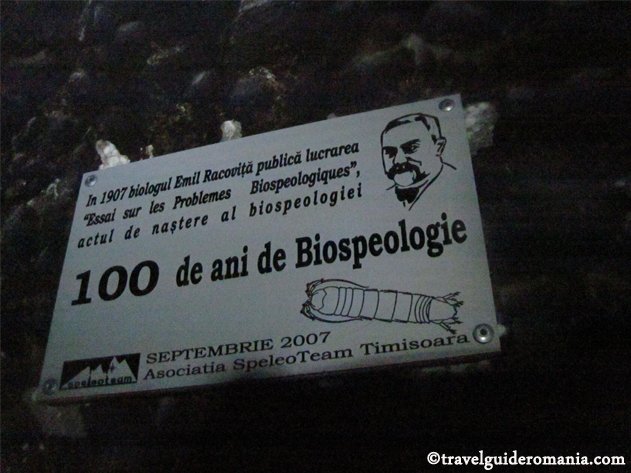 In 1907 biologul Emil Racoviță publică lucrarea
"Essai sur les Problemes Biospeologiques",
actul de naștere al biospeologiei
100 de ani de Biospeologie
SEPTEMBRIE 2007
Asociatia SpeleoTeam Timisoara
speleoteam
©travelguideromania.com